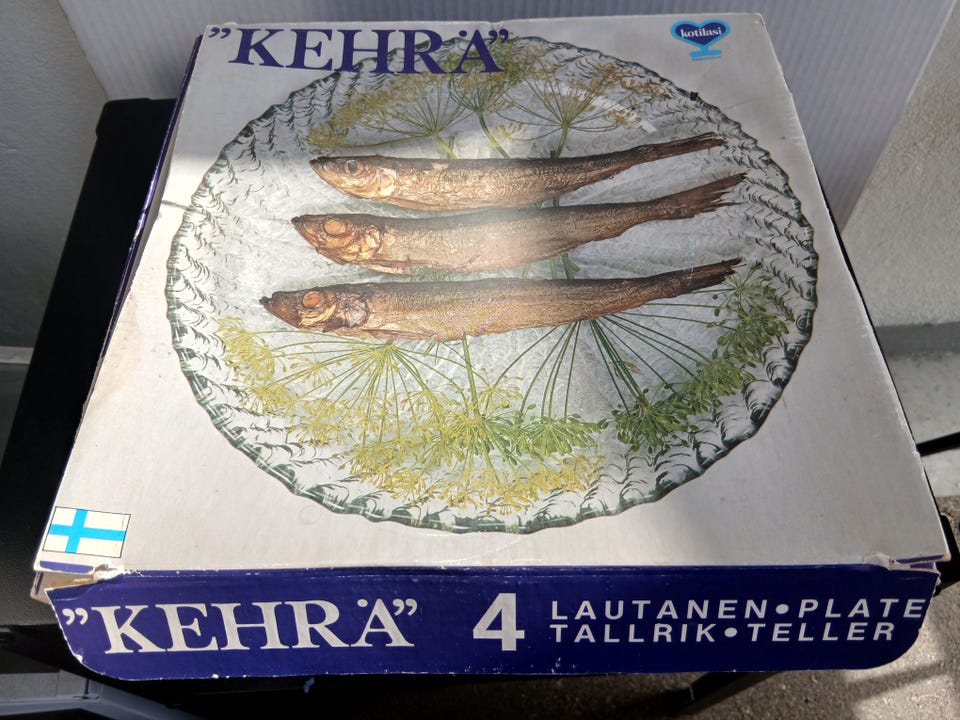 ”KEHRÄ”
kotilasi
”KEHRÄ” 4 LAUTANEN•PLATE
TALLRIK•TELLER